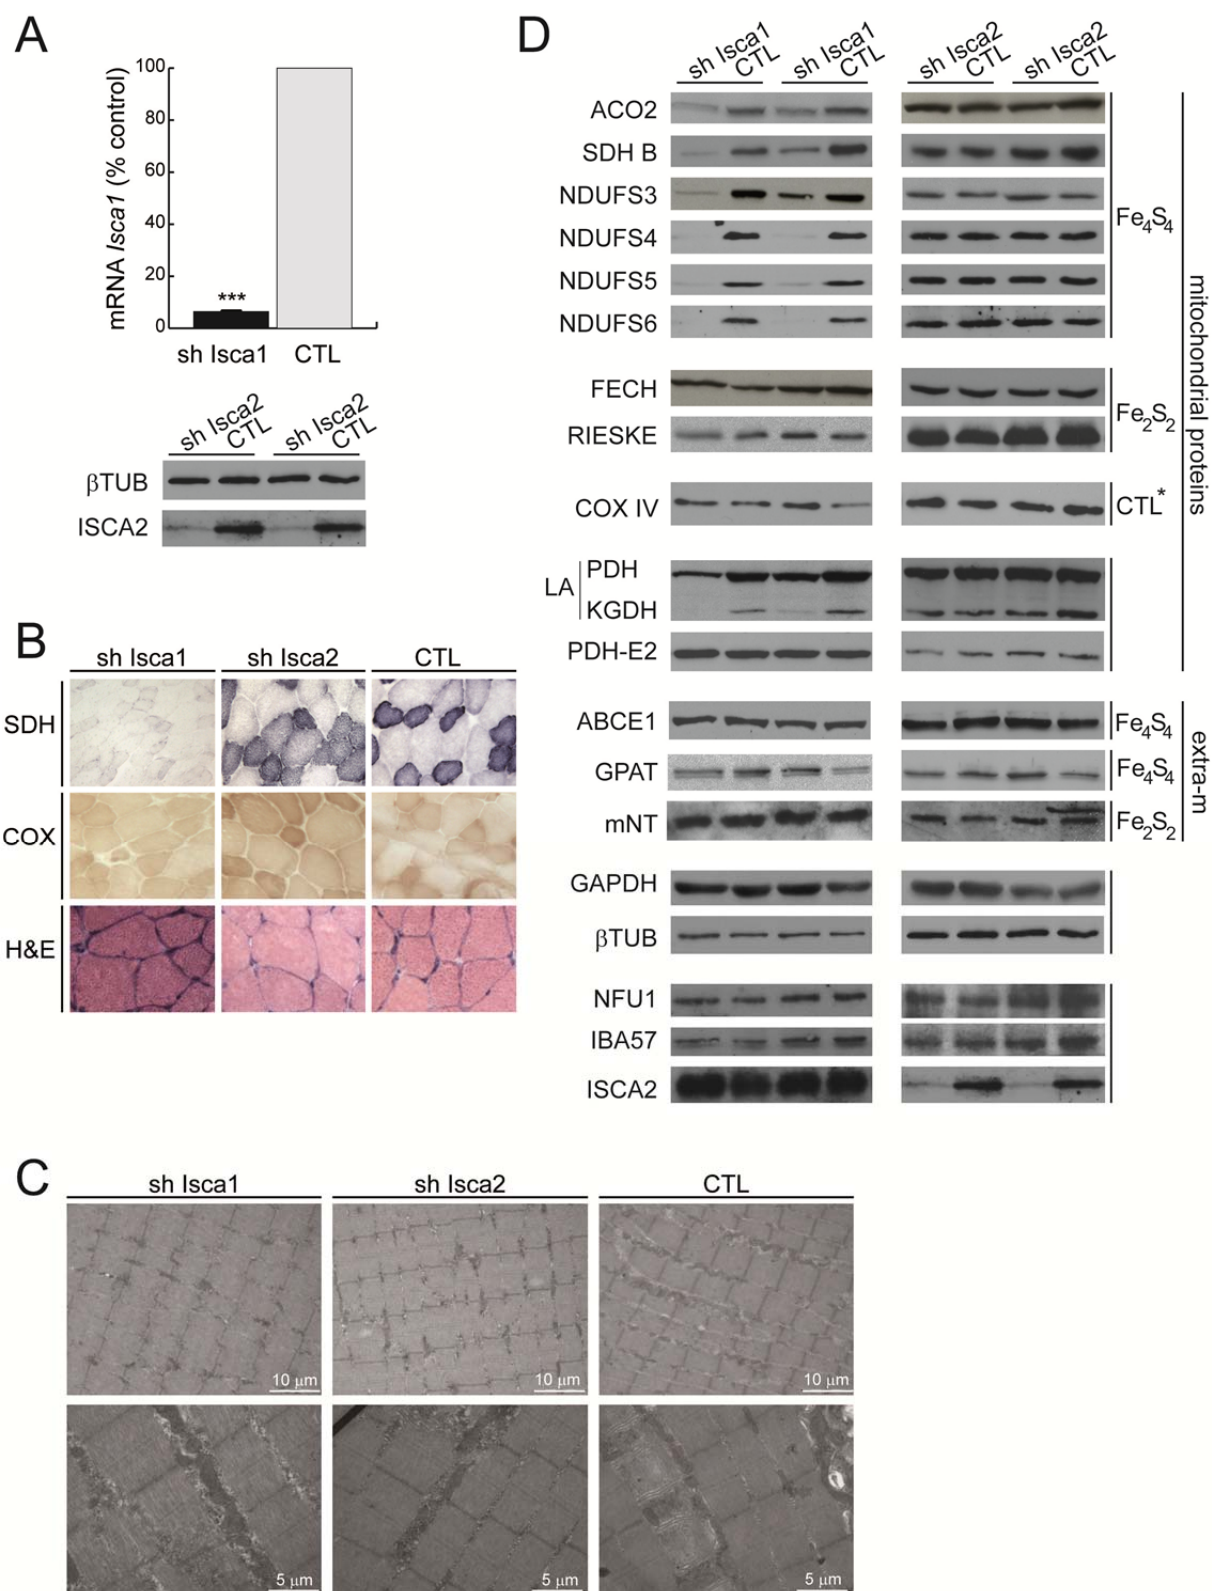 A
mRNA Isca1 (% control)
100
80
60
40
20
0
***
sh Isca1 CTL
sh Isca2 CTL sh Isca2 CTL
βTUB
ISCA2
B
sh Isca1 sh Isca2 CTL
SDH
COX
H&E
C
sh Isca1 sh Isca2 CTL
10 μm 10 μm 10 μm
5 μm 5 μm 5 μm
D
sh Isca1 CTL sh Isca1 CTL sh Isca2 CTL sh Isca2 CTL
ACO2
SDH B
NDUFS3
NDUFS4
NDUFS5
NDUFS6
Fe4S4
FECH
RIESKE
Fe2S2
COX IV CTL*
LA PDH
KGDH
PDH-E2
mitochondrial proteins
ABCE1 Fe4S4
GPAT Fe4S4
mNT Fe2S2
extra-m
GAPDH
βTUB
NFU1
IBA57
ISCA2